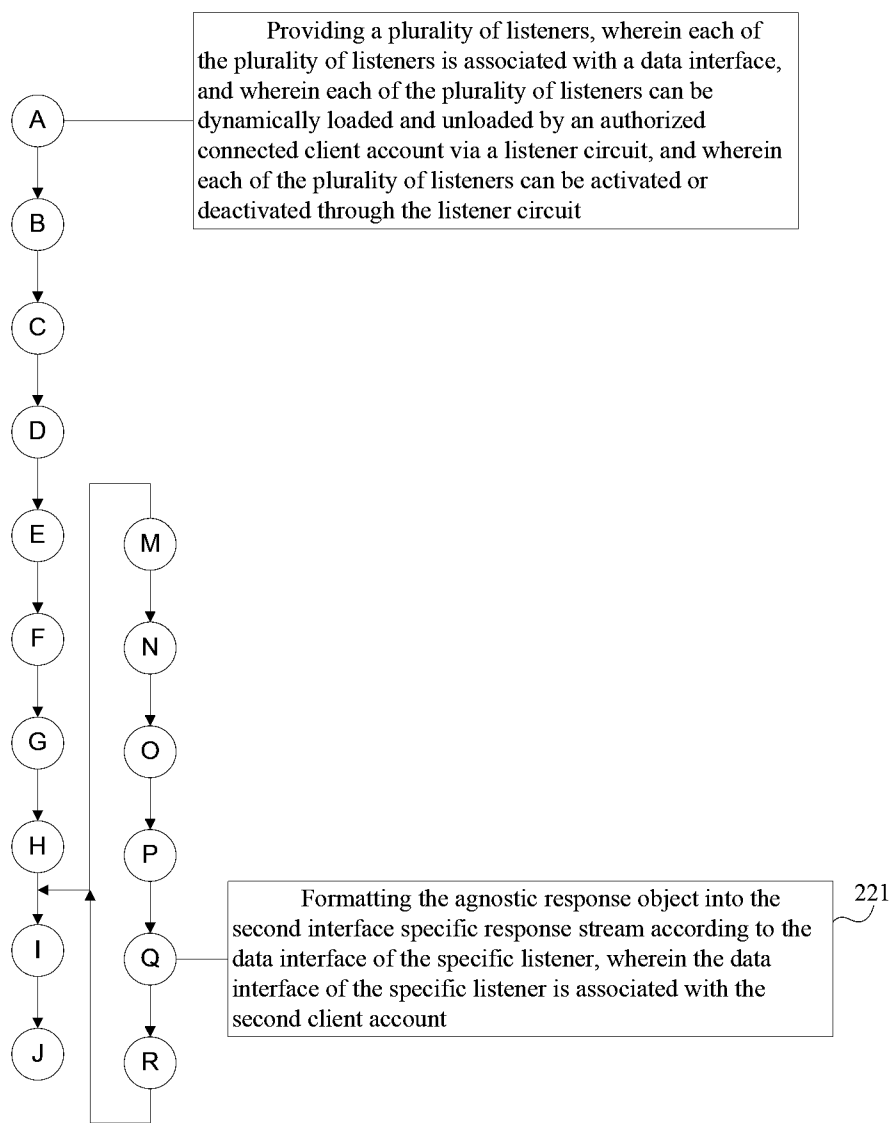 Providing a plurality of listeners, wherein each of
the plurality of listeners is associated with a data interface,
and wherein each of the plurality of listeners can be
dynamically loaded and unloaded by an authorized
connected client account via a listener circuit, and wherein
each of the plurality of listeners can be activated or
deactivated through the listener circuit
A
B
C
D
E
F
G
H
I
J
M
N
O
P
Q
R
Formatting the agnostic response object into the
second interface specific response stream according to the
data interface of the specific listener, wherein the data
interface of the specific listener is associated with the
second client account
221